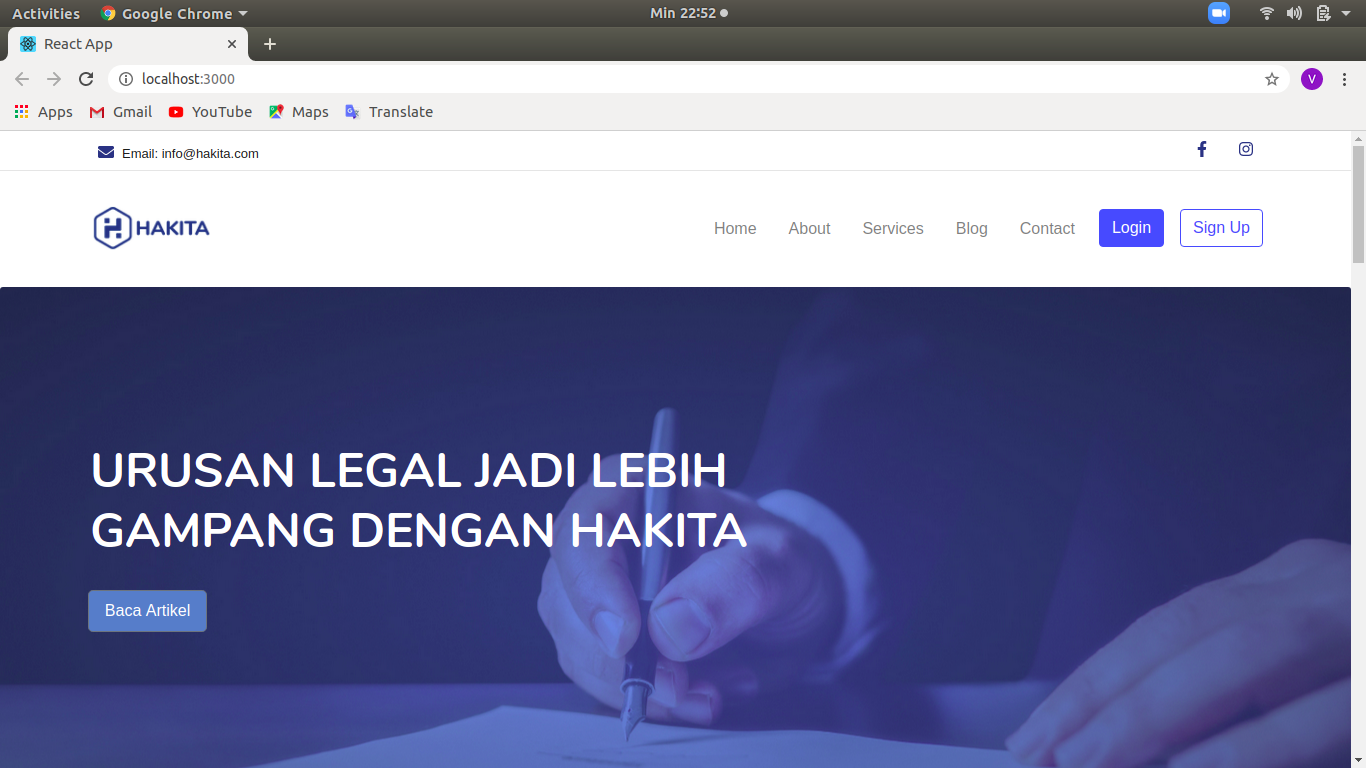 Activities Google Chrome Min 22:52
React App
localhost:3000 V
Apps Gmail YouTube Maps Translate
Email: info@hakita.com
HAKITA Home About Services Blog Contact Login Sign Up
URUSAN LEGAL JADI LEBIH
GAMPANG DENGAN HAKITA
Baca Artikel